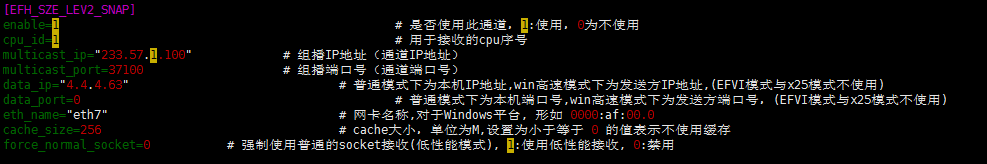 [EFH_SZE_LEV2_SNAP]
enable=1 # 是否使用此通道, 1:使用, 0为不使用
cpu_id=1 # 用于接收的cpu序号
multicast_ip="233.57.1.100" # 组播IP地址（通道IP地址）
multicast_port=37100 # 组播端口号（通道端口号）
data_ip="4.4.4.63" # 普通模式下为本机IP地址,win高速模式下为发送方IP地址,(EFVI模式与x25模式不使用)
data_port=0 # 普通模式下为本机端口号,win高速模式下为发送方端口号, (EFVI模式与x25模式不使用)
eth_name="eth7" # 网卡名称,对于Windows平台, 形如 0000:af:00.0
cache_size=256 # cache大小, 单位为M,设置为小于等于 0 的值表示不使用缓存
force_normal_socket=0 # 强制使用普通的socket接收(低性能模式), 1:使用低性能接收, 0:禁用